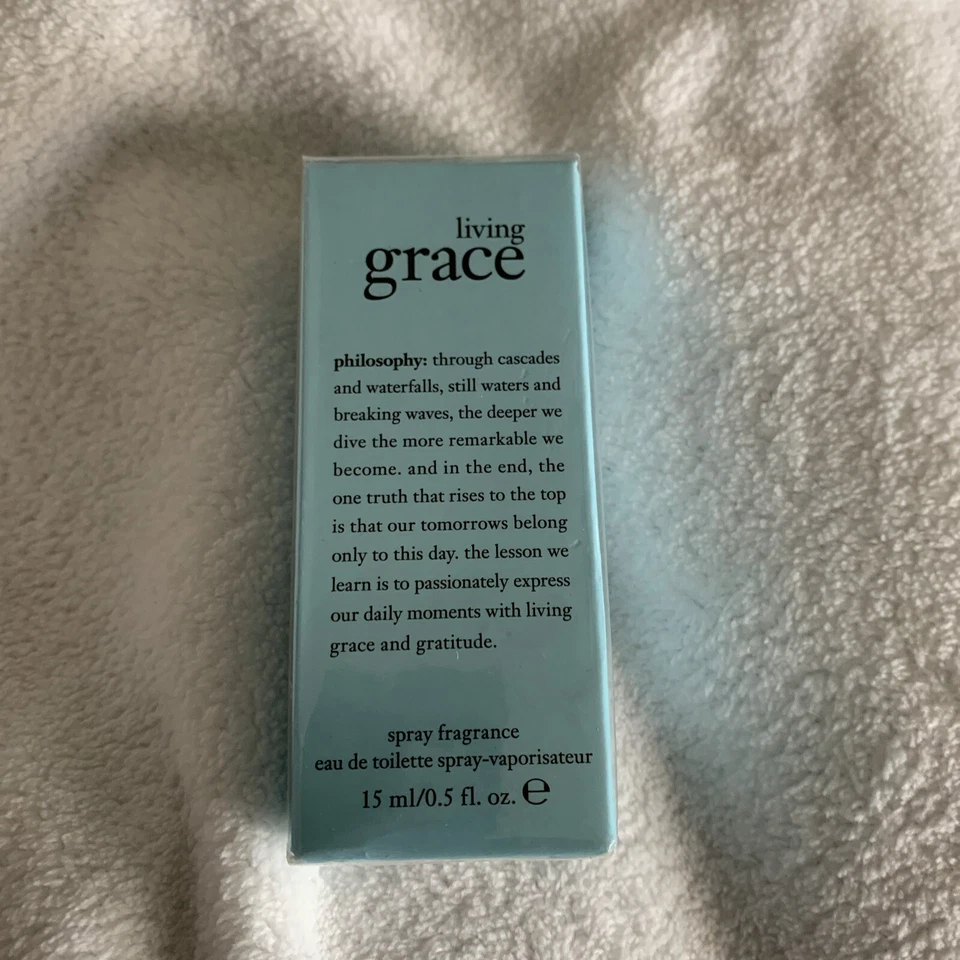 living
grace
philosophy: through cascades
and waterfalls, still waters and
breaking waves, the deeper we
dive the more remarkable we
become. and in the end, the
one truth that rises to the top
is that our tomorrows belong
only to this day. the lesson we
learn is to passionately express
our daily moments with living
grace and gratitude.
spray fragrance
eau de toilette spray-vaporisateur
15 ml/0.5 fl. oz. ℮